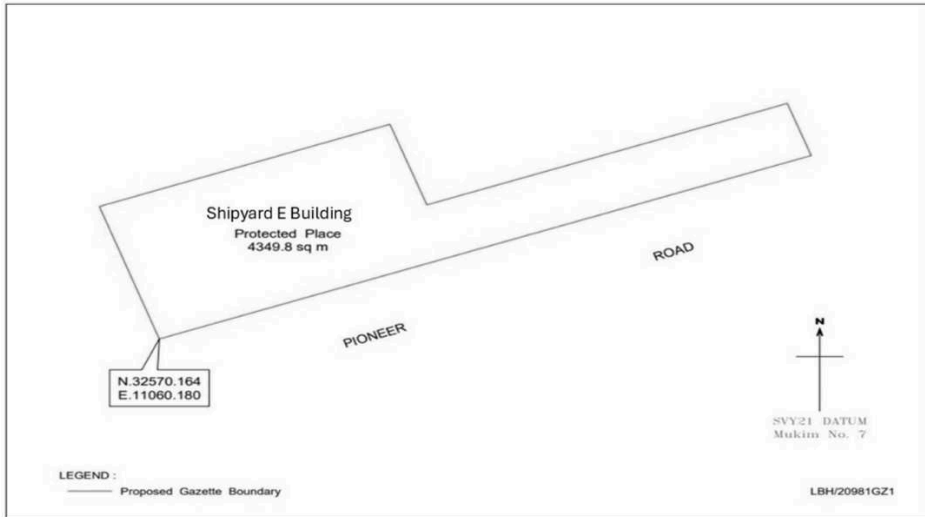 Shipyard E Building
Protected Place
4349.8 sq m
ROAD
PIONEER
N.32570.164
E.11060.180
N
SVY21 DATUM
Mukim No. 7
LEGEND :
Proposed Gazette Boundary
LBH/20981GZ1